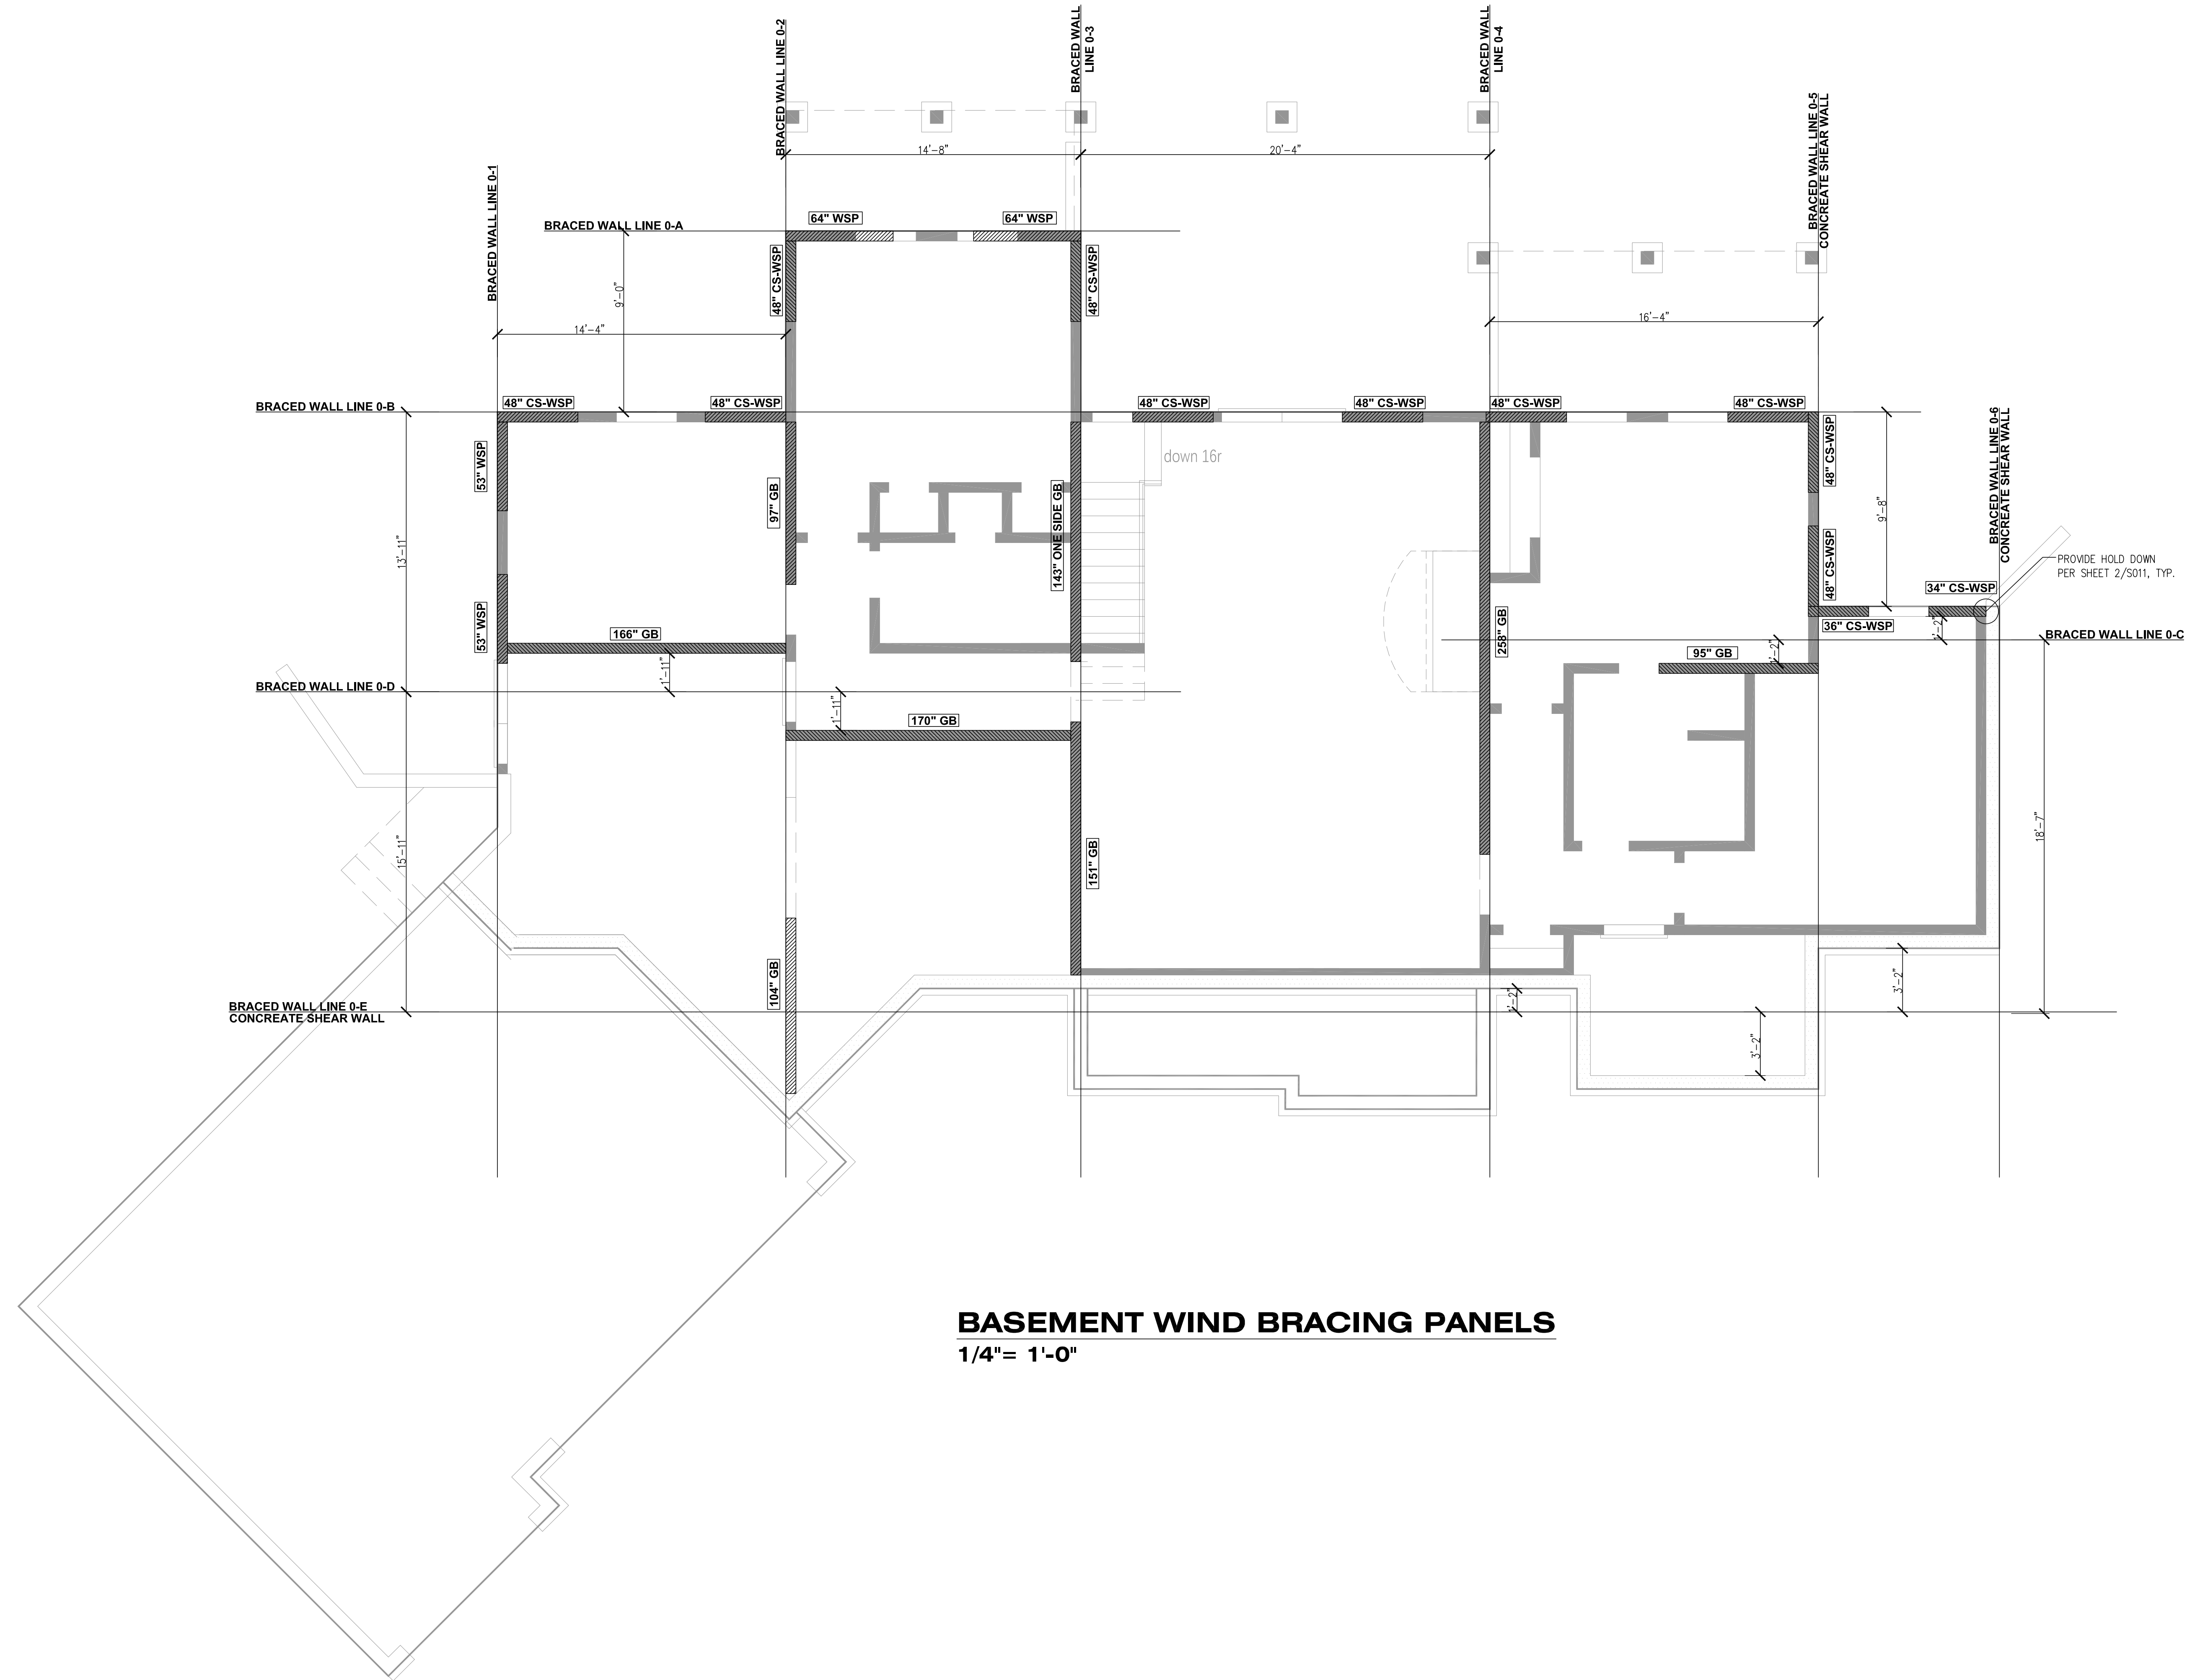 BRACED WALL LINE 0-1
BRACED WALL LINE 0-2
BRACED WALL
LINE 0-3
BRACED WALL
LINE 0-4
BRACED WALL LINE 0-5
CONCREATE SHEAR WALL
BRACED WALL LINE 0-6
CONCREATE SHEAR WALL
14'-8"
20'-4"
BRACED WALL LINE 0-A
64" WSP
64" WSP
48" CS-WSP
48" CS-WSP
9'-0"
14'-4"
16'-4"
BRACED WALL LINE 0-B
48" CS-WSP
48" CS-WSP
48" CS-WSP
48" CS-WSP
48" CS-WSP
48" CS-WSP
53" WSP
97" GB
143" ONE SIDE GB
down 16r
48" CS-WSP
9'-8"
13'-11"
48" CS-WSP
PROVIDE HOLD DOWN
PER SHEET 2/S011, TYP.
34" CS-WSP
36" CS-WSP
1'-2"
53" WSP
166" GB
258" GB
BRACED WALL LINE 0-C
95" GB
1'-2"
1'-11"
BRACED WALL LINE 0-D
1'-11"
170" GB
15'-11"
151" GB
18'-7"
104" GB
BRACED WALL LINE 0-E
CONCREATE SHEAR WALL
1'-2"
3'-2"
3'-2"
BASEMENT WIND BRACING PANELS
1/4"= 1'-0"